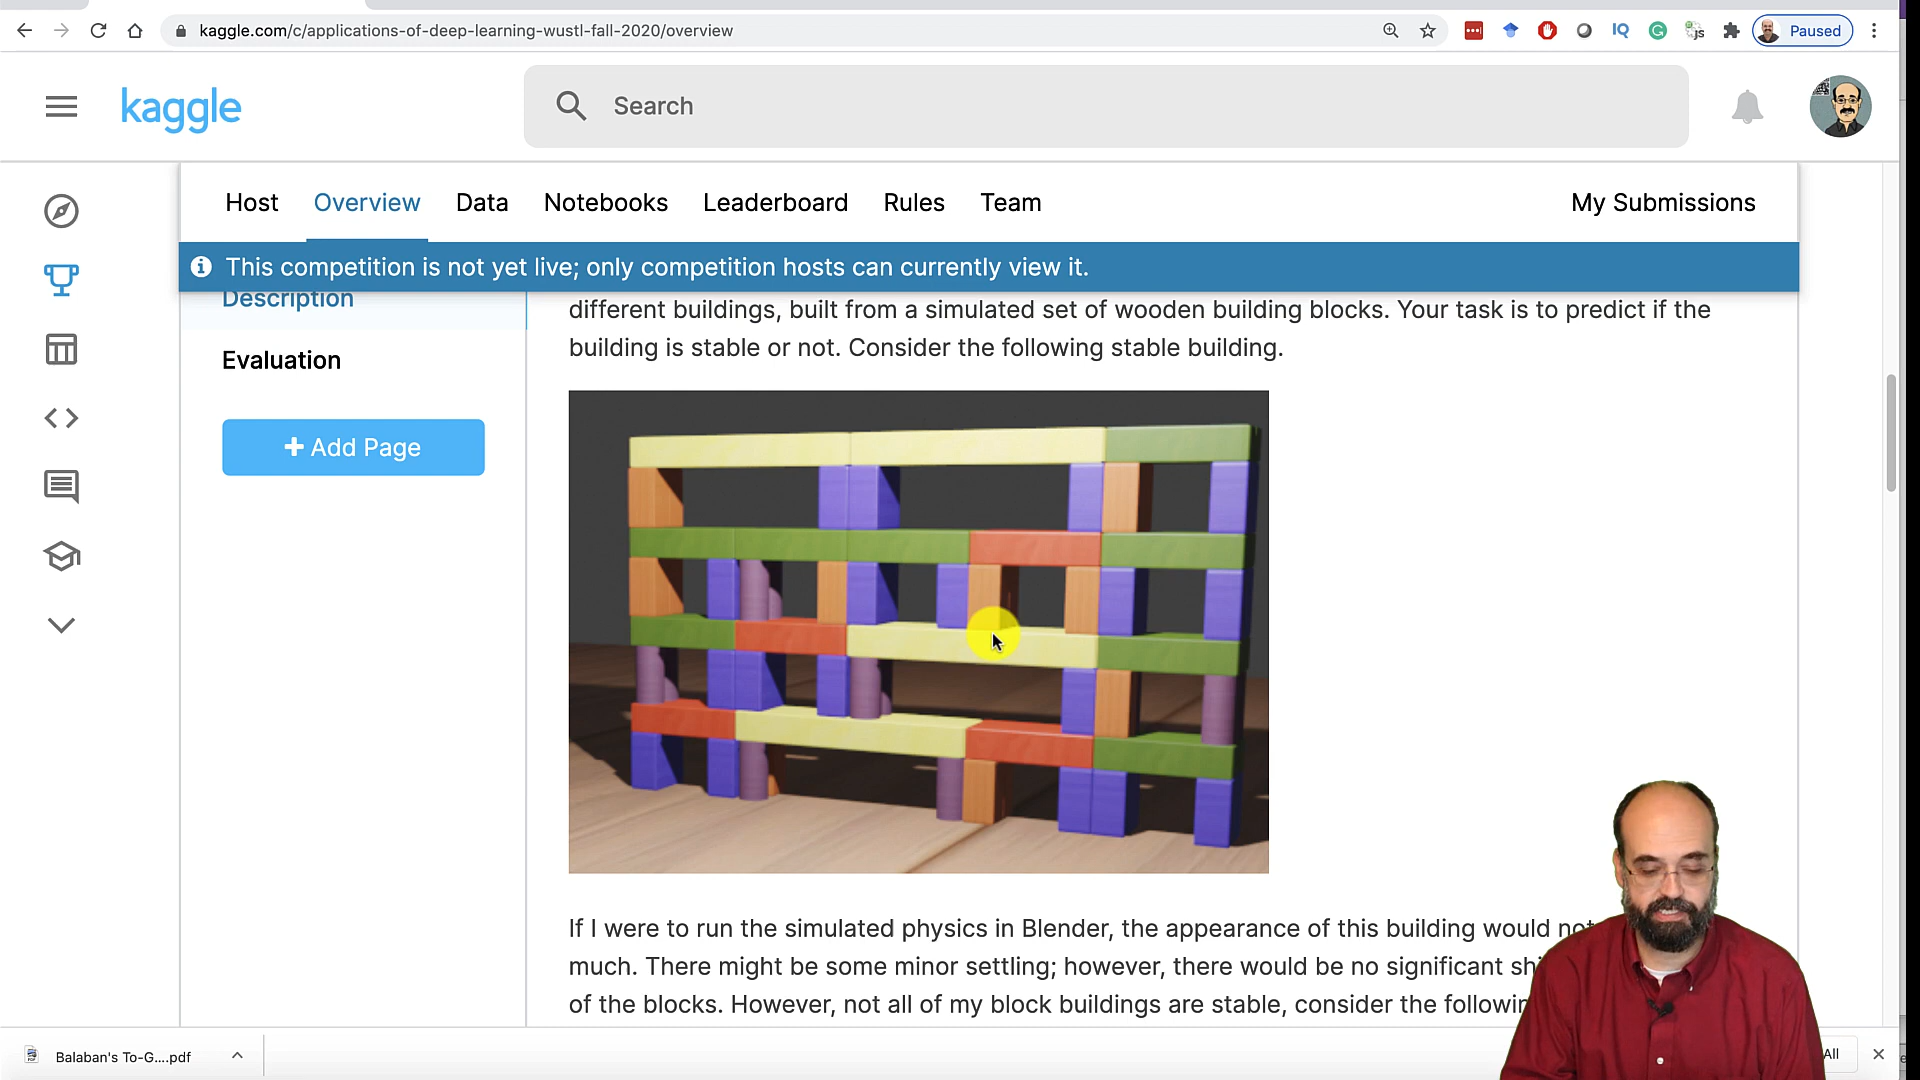 kaggle.com/c/applications-of-deep-learning-wustl-fall-2020/overview
IQ
js
Paused
kaggle
Search
Host Overview Data Notebooks Leaderboard Rules Team My Submissions
This competition is not yet live; only competition hosts can currently view it.
Description
Evaluation
+ Add Page
different buildings, built from a simulated set of wooden building blocks. Your task is to predict if the
building is stable or not. Consider the following stable building.
If I were to run the simulated physics in Blender, the appearance of this building would not
much. There might be some minor settling; however, there would be no significant
of the blocks. However, not all of my block buildings are stable, consider the
Balaban's To-G....pdf
All